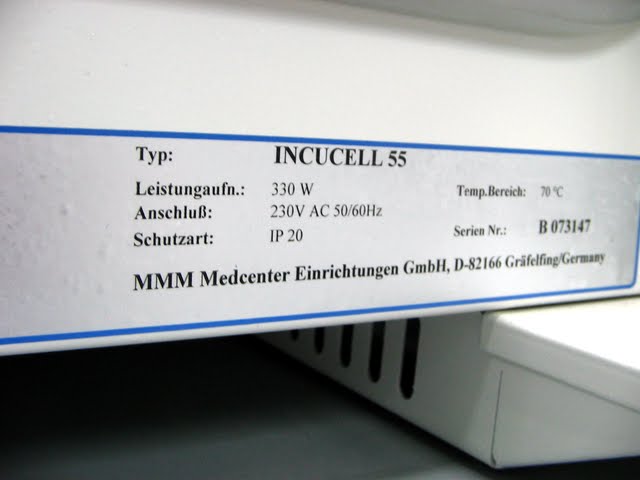 Typ: INCUCELL 55
Leistungaufn.: 330 W Temp.Bereich: 70 °C
Anschluß: 230V AC 50/60Hz
Schutzart: IP 20 Serien Nr.: B 073147
MMM Medcenter Einrichtungen GmbH, D-82166 Gräfelfing/Germany